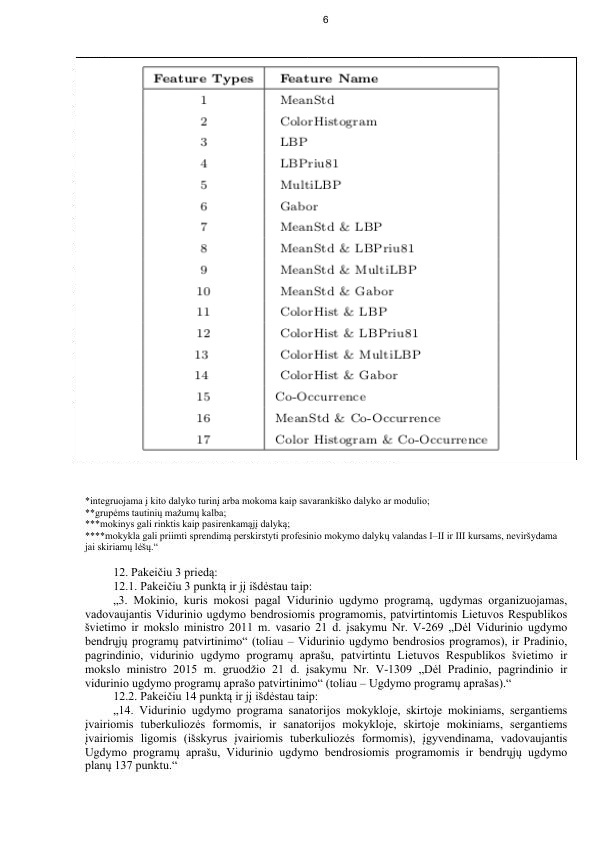 6
Feature Types Feature Name
1 MeanStd
2 ColorHistogram
3 LBP
4 LBPriu81
5 MultiLBP
6 Gabor
7 MeanStd & LBP
8 MeanStd & LBPriu81
9 MeanStd & MultiLBP
10 MeanStd & Gabor
11 ColorHist & LBP
12 ColorHist & LBPriu81
13 ColorHist & MultiLBP
14 ColorHist & Gabor
15 Co-Occurrence
16 MeanStd & Co-Occurrence
17 Color Histogram & Co-Occurrence
*integruojama į kito dalyko turinį arba mokoma kaip savarankiško dalyko ar modulio;
**grupėms tautinių mažumų kalba;
***mokinys gali rinktis kaip pasirenkamąjį dalyką;
****mokykla gali priimti sprendimą perskirstyti profesinio mokymo dalykų valandas I–II ir III kursams, neviršydama
jai skiriamų lėšų.“
12. Pakeičiu 3 priedą:
12.1. Pakeičiu 3 punktą ir jį išdėstau taip:
„3. Mokinio, kuris mokosi pagal Vidurinio ugdymo programą, ugdymas organizuojamas,
vadovaujantis Vidurinio ugdymo bendrosiomis programomis, patvirtintomis Lietuvos Respublikos
švietimo ir mokslo ministro 2011 m. vasario 21 d. įsakymu Nr. V-269 „Dėl Vidurinio ugdymo
bendrųjų programų patvirtinimo“ (toliau – Vidurinio ugdymo bendrosios programos), ir Pradinio,
pagrindinio, vidurinio ugdymo programų aprašu, patvirtintu Lietuvos Respublikos švietimo ir
mokslo ministro 2015 m. gruodžio 21 d. įsakymu Nr. V-1309 „Dėl Pradinio, pagrindinio ir
vidurinio ugdymo programų aprašo patvirtinimo“ (toliau – Ugdymo programų aprašas).“
12.2. Pakeičiu 14 punktą ir jį išdėstau taip:
„14. Vidurinio ugdymo programa sanatorijos mokykloje, skirtoje mokiniams, sergantiems
įvairiomis tuberkuliozės formomis, ir sanatorijos mokykloje, skirtoje mokiniams, sergantiems
įvairiomis ligomis (išskyrus įvairiomis tuberkuliozės formomis), įgyvendinama, vadovaujantis
Ugdymo programų aprašu, Vidurinio ugdymo bendrosiomis programomis ir bendrųjų ugdymo
planų 137 punktu.“